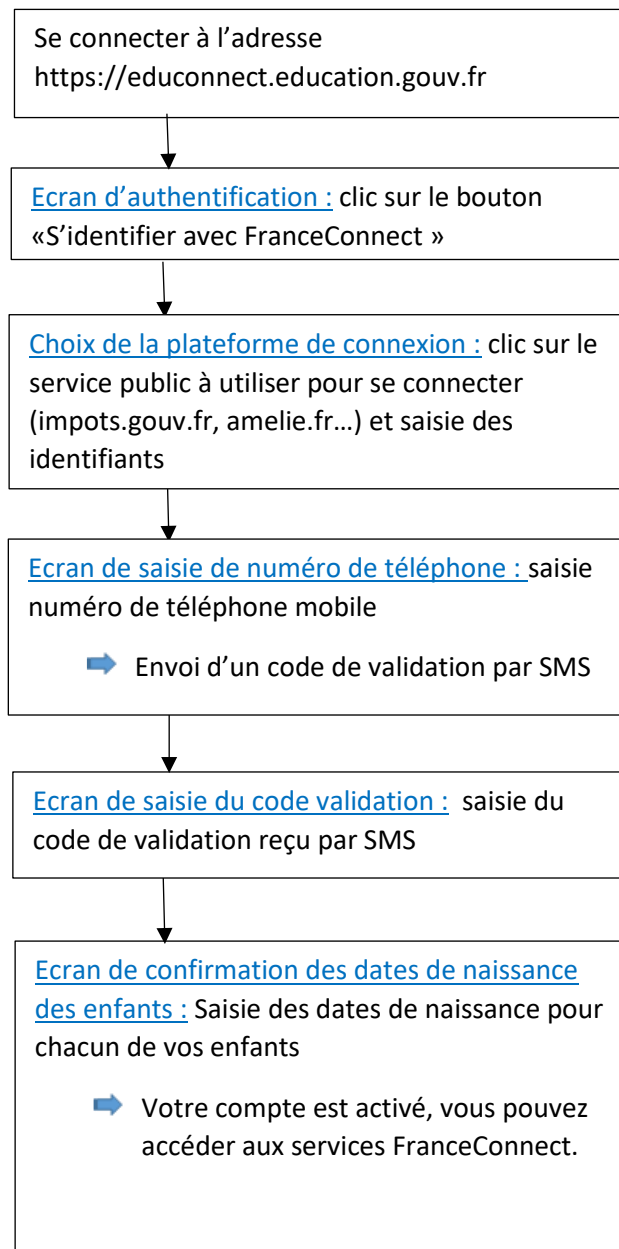 Se connecter à l’adresse
https://educonnect.education.gouv.fr
Ecran d’authentification : clic sur le bouton
«S’identifier avec FranceConnect »
Choix de la plateforme de connexion : clic sur le
service public à utiliser pour se connecter
(impots.gouv.fr, amelie.fr…) et saisie des
identifiants
Ecran de saisie de numéro de téléphone : saisie
numéro de téléphone mobile
Envoi d’un code de validation par SMS
Ecran de saisie du code validation : saisie du
code de validation reçu par SMS
Ecran de confirmation des dates de naissance
des enfants : Saisie des dates de naissance pour
chacun de vos enfants
Votre compte est activé, vous pouvez
accéder aux services FranceConnect.